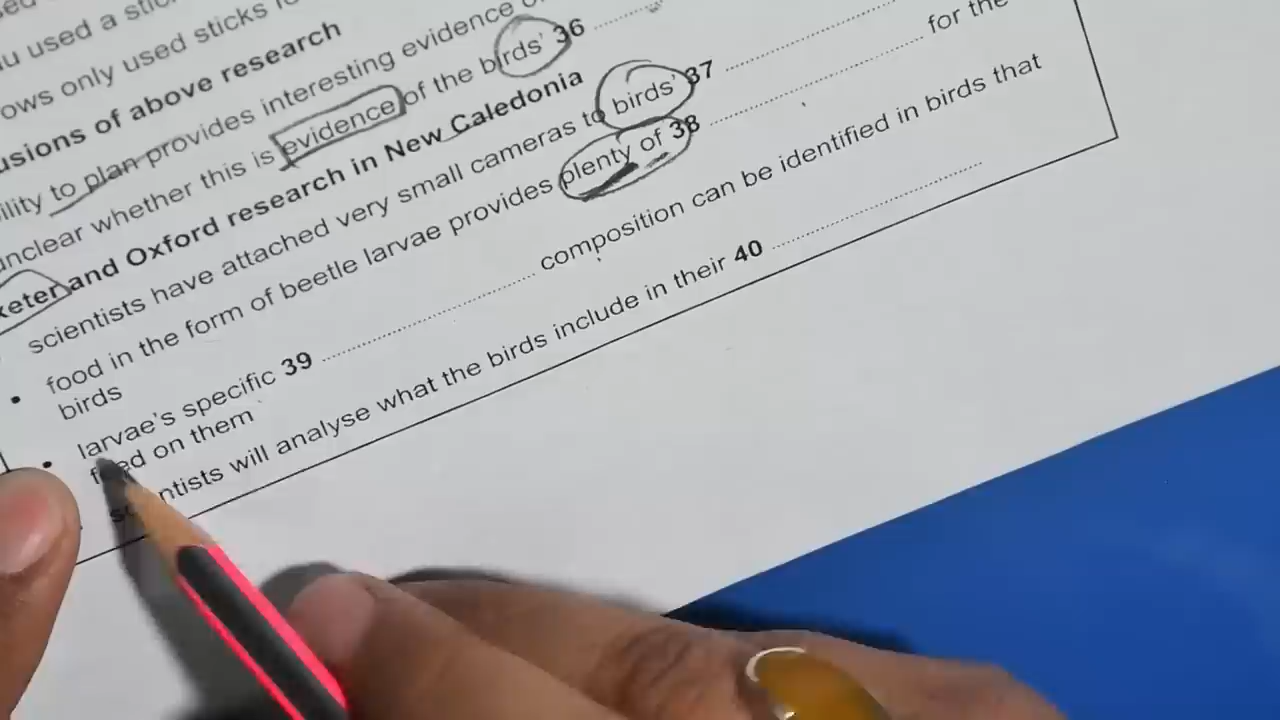 u used a stic
ows only used sticks
usions of above research
ility to plan provides interesting evidence o
unclear whether this is evidence of the birds' 36 ........
xeter and Oxford research in New Caledonia
scientists have attached very small cameras to birds' 37 ........
• food in the form of beetle larvae provides plenty of 38 ........ for the
birds
• larvae's specific 39 ........ composition can be identified in birds that
feed on them
scientists will analyse what the birds include in their 40 ........